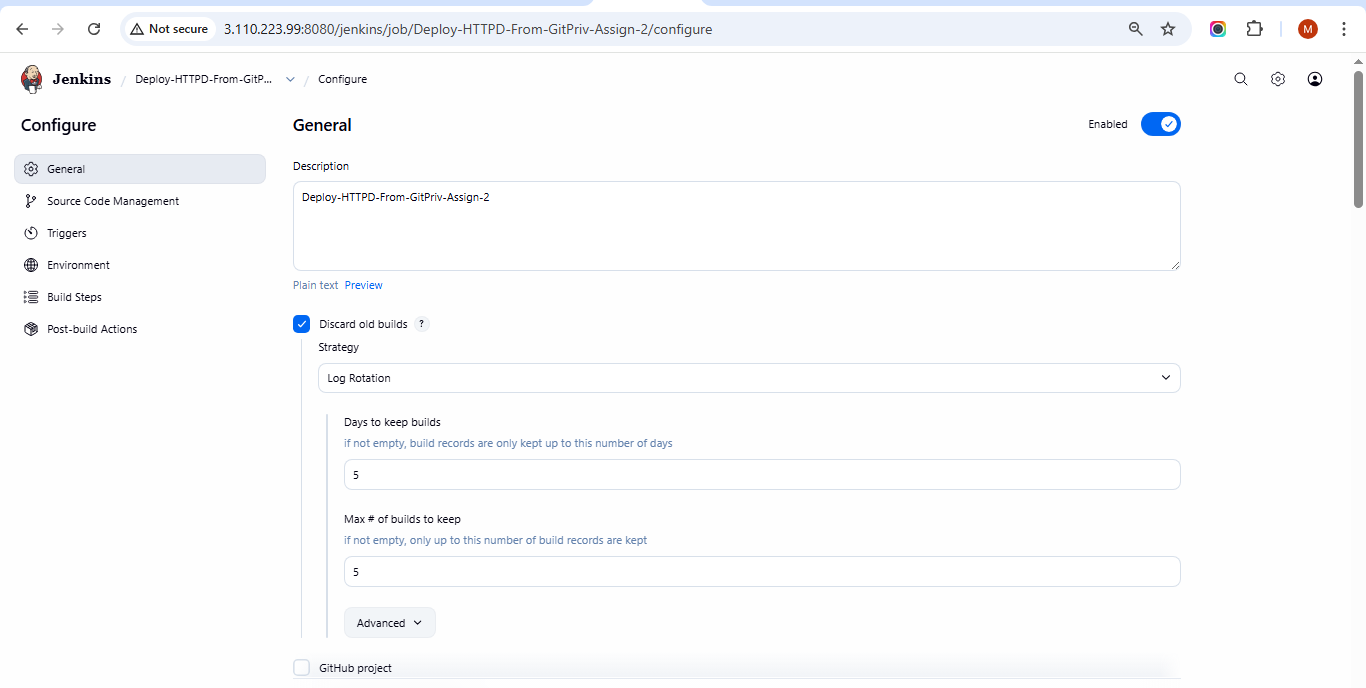 Not secure
3.110.223.99:8080/jenkins/job/Deploy-HTTPD-From-GitPriv-Assign-2/configure
M
Jenkins / Deploy-HTTPD-From-GitP... / Configure
Configure
General
Source Code Management
Triggers
Environment
Build Steps
Post-build Actions
General
Enabled
Description
Deploy-HTTPD-From-GitPriv-Assign-2
Plain text Preview
Discard old builds ?
Strategy
Log Rotation
Days to keep builds
if not empty, build records are only kept up to this number of days
5
Max # of builds to keep
if not empty, only up to this number of build records are kept
5
Advanced
GitHub project